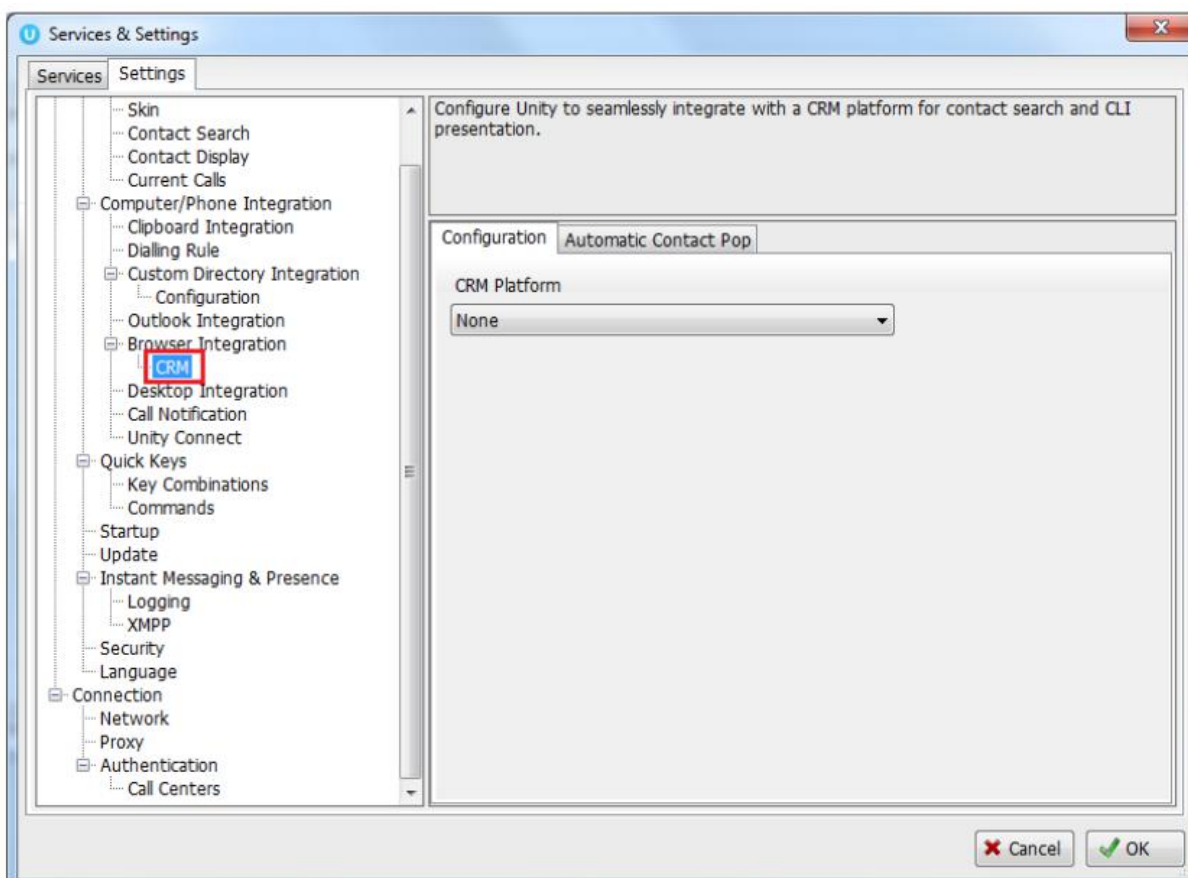 Services & Settings
Services
Settings
Skin
Contact Search
Contact Display
Current Calls
Computer/Phone Integration
Clipboard Integration
Dialling Rule
Custom Directory Integration
Configuration
Outlook Integration
Browser Integration
CRM
Desktop Integration
Call Notification
Unity Connect
Quick Keys
Key Combinations
Commands
Startup
Update
Instant Messaging & Presence
Logging
XMPP
Security
Language
Connection
Network
Proxy
Authentication
Call Centers
Configure Unity to seamlessly integrate with a CRM platform for contact search and CLI
presentation.
Configuration
Automatic Contact Pop
CRM Platform
None
Cancel
OK